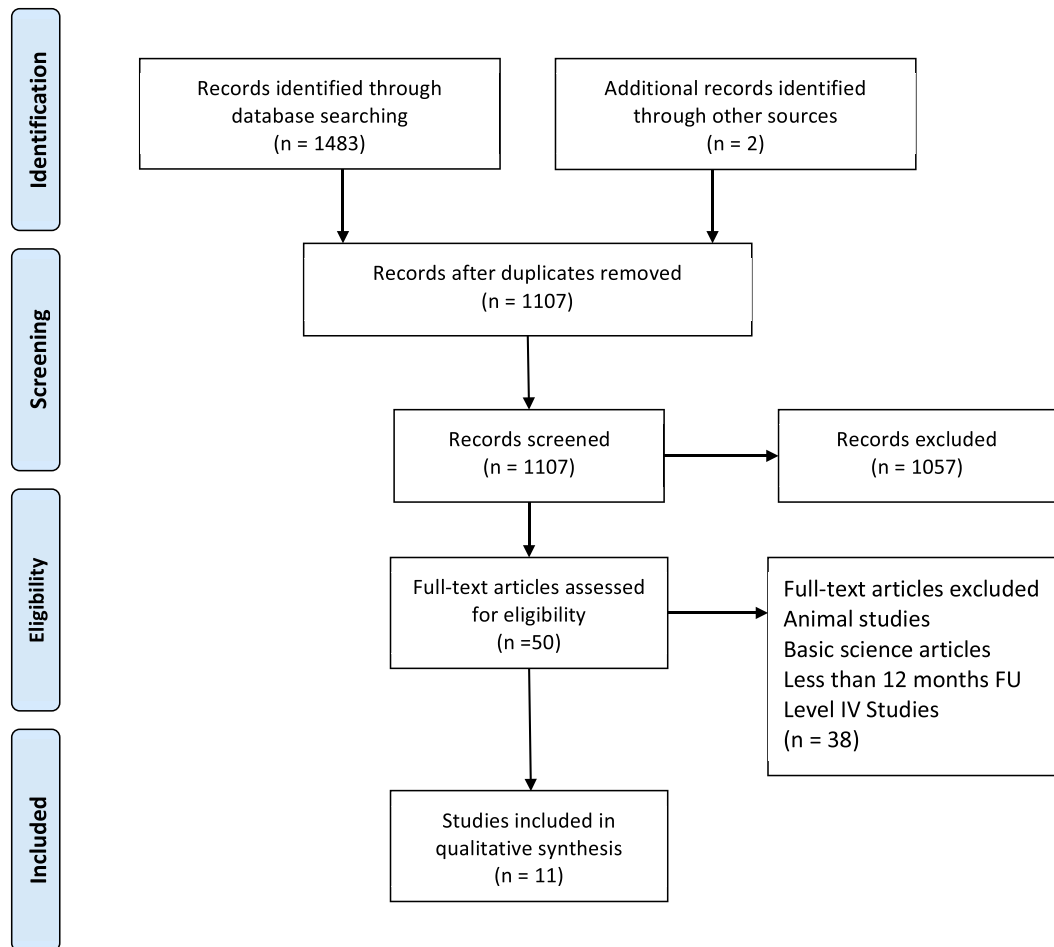 Identification
Records identified through
database searching
(n = 1483)
Additional records identified
through other sources
(n = 2)
Screening
Records after duplicates removed
(n = 1107)
Records screened
(n = 1107)
Records excluded
(n = 1057)
Eligibility
Full-text articles assessed
for eligibility
(n =50)
Full-text articles excluded
Animal studies
Basic science articles
Less than 12 months FU
Level IV Studies
(n = 38)
Included
Studies included in
qualitative synthesis
(n = 11)